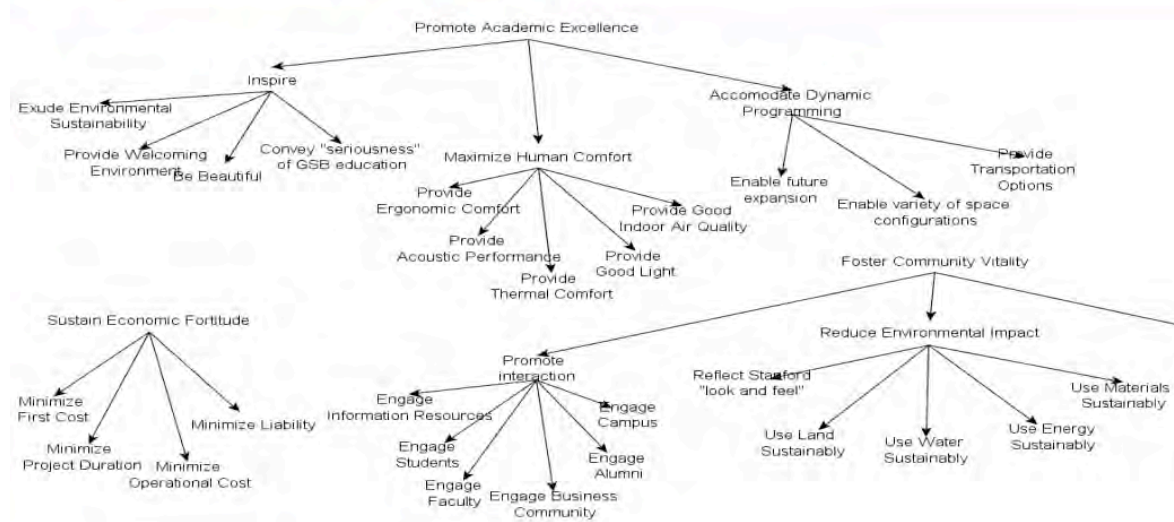 Promote Academic Excellence
Inspire
Exude Environmental
Sustainability
Provide Welcoming
Environment
Be Beautiful
Convey "seriousness"
of GSB education
Maximize Human Comfort
Provide
Ergonomic Comfort
Provide
Acoustic Performance
Provide
Thermal Comfort
Provide
Good Light
Provide Good
Indoor Air Quality
Accomodate Dynamic
Programming
Enable future
expansion
Enable variety of space
configurations
Provide
Transportation
Options
Sustain Economic Fortitude
Minimize
First Cost
Minimize
Project Duration
Minimize
Operational Cost
Minimize Liability
Foster Community Vitality
Promote
interaction
Engage
Information Resources
Engage
Students
Engage
Faculty
Engage Business
Community
Engage
Alumni
Engage
Campus
Reduce Environmental Impact
Reflect Stanford
"look and feel"
Use Land
Sustainably
Use Water
Sustainably
Use Energy
Sustainably
Use Materials
Sustainably